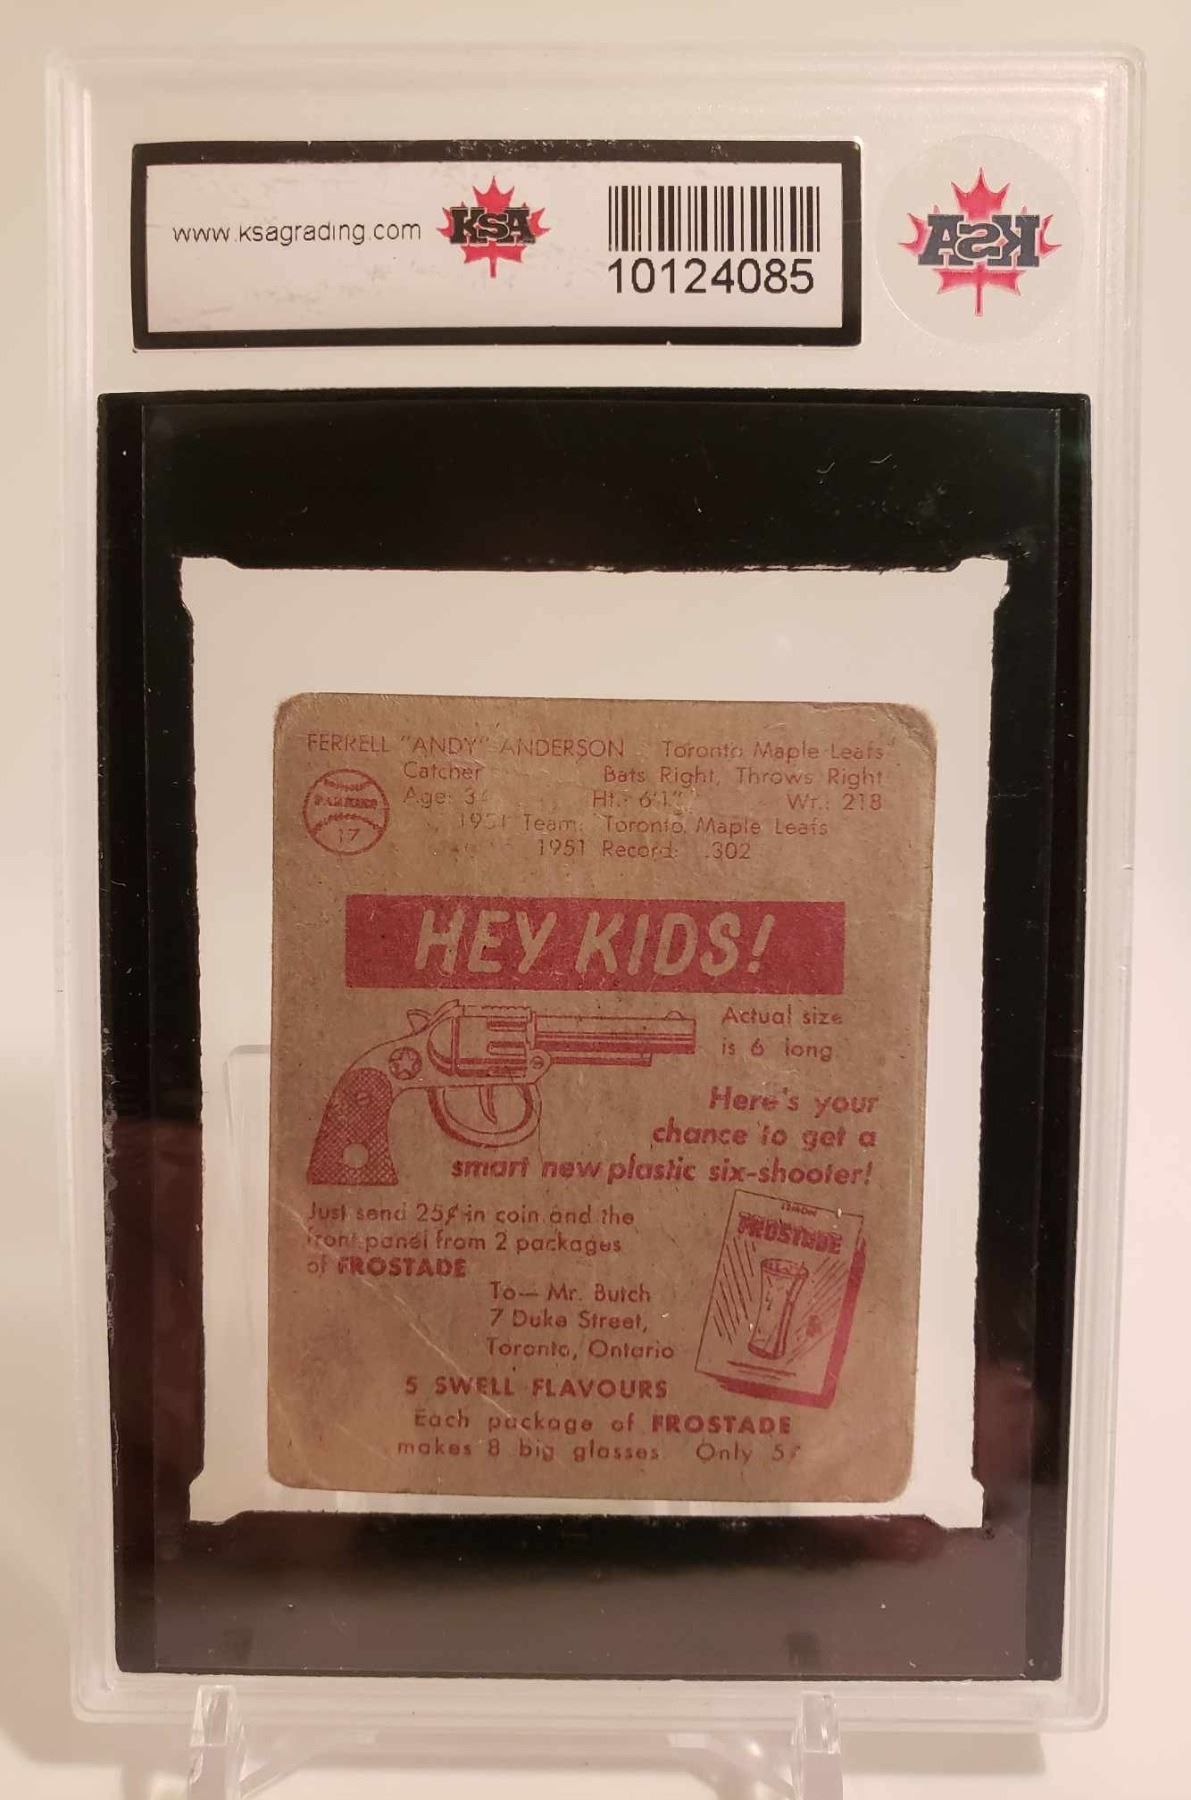 www.ksagrading.com
KSA
10124085
KSA
FERRELL "ANDY" ANDERSON Toronto Maple Leafs
Catcher Bats Right, Throws Right
PARKIES
17
Age: Ht.: 6'1" Wt.: 218
1951 Team: Toronto Maple Leafs
1951 Record: .302
HEY KIDS!
Actual size
is 6 long
Here's your
chance to get a
smart new plastic six-shooter!
Just send 25¢ in coin and the
front panel from 2 packages
of FROSTADE
To— Mr. Butch
7 Duke Street,
Toronto, Ontario
FROSTADE
5 SWELL FLAVOURS
Each package of FROSTADE
makes 8 big glasses Only 5¢